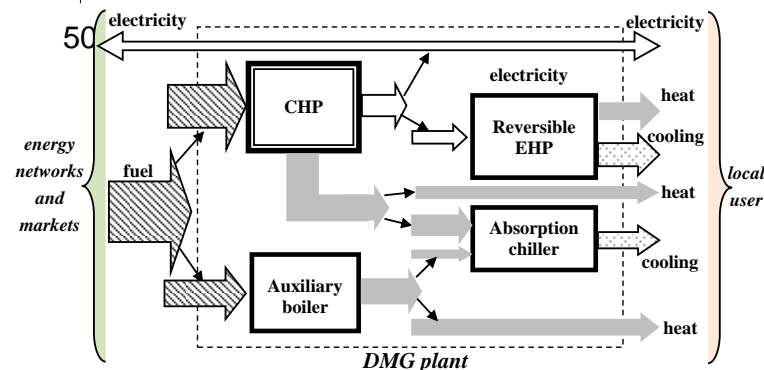 electricity
electricity
50
CHP
electricity
heat
Reversible
EHP
cooling
energy
networks
and
markets
fuel
heat
local
user
Absorption
chiller
cooling
Auxiliary
boiler
heat
DMG plant